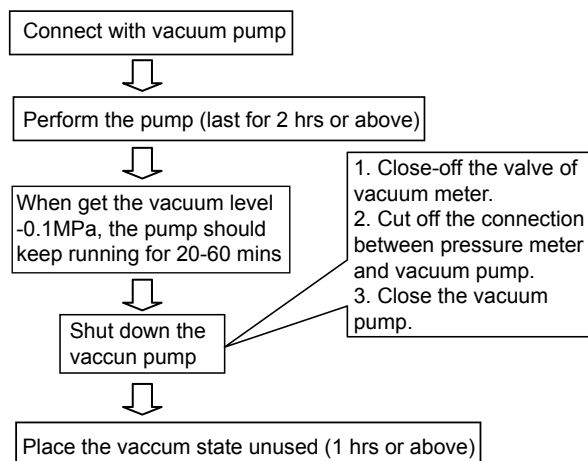 Connect with vacuum pump
Perform the pump (last for 2 hrs or above)
When get the vacuum level
-0.1MPa, the pump should
keep running for 20-60 mins
Shut down the
vaccun pump
1. Close-off the valve of
vacuum meter.
2. Cut off the connection
between pressure meter
and vacuum pump.
3. Close the vacuum
pump.
Place the vaccum state unused (1 hrs or above)